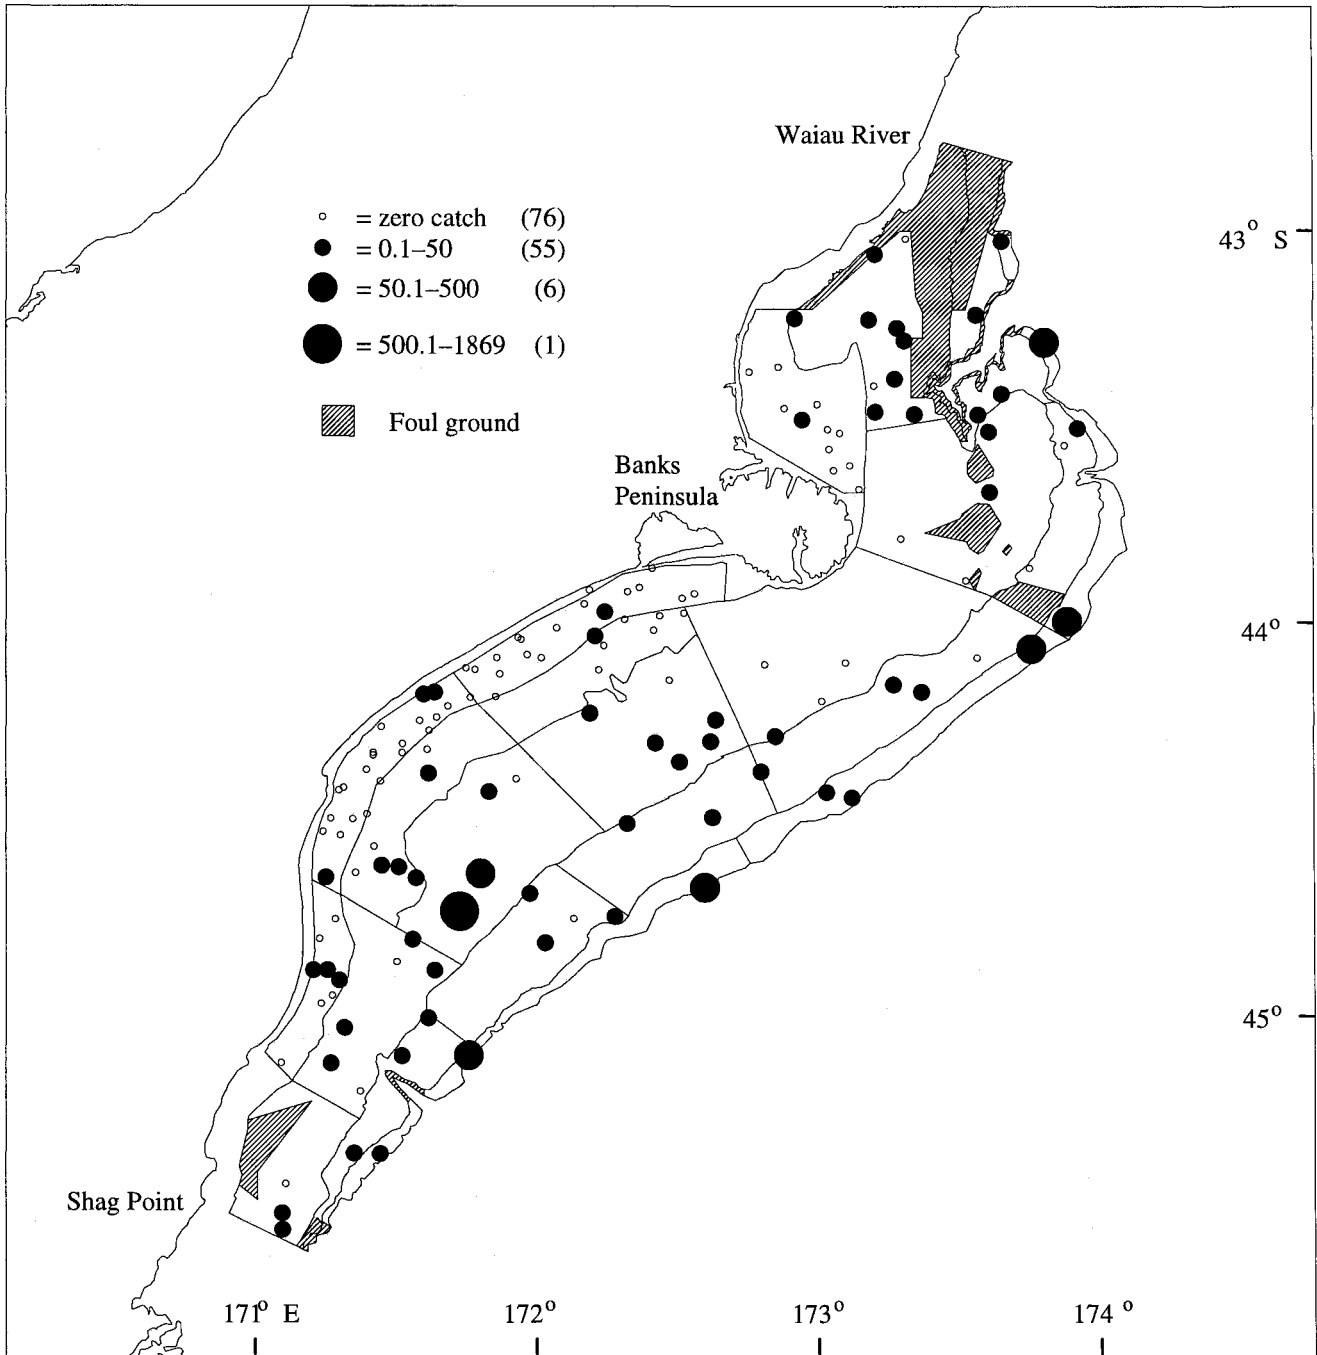 Waiau River
= zero catch (76)
= 0.1–50 (55)
= 50.1–500 (6)
= 500.1–1869 (1)
Foul ground
43° S
Banks
Peninsula
44°
45°
Shag Point
171° E 172° 173° 174°